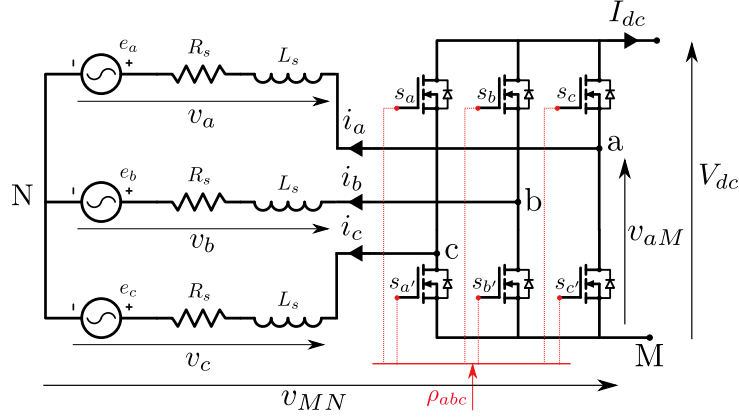 I_dc
e_a
R_s
L_s
s_a
s_b
s_c
v_a
i_a
a
V_dc
e_b
R_s
L_s
i_b
N
b
v_b
i_c
v_aM
c
e_c
R_s
L_s
s_a'
s_b'
s_c'
v_c
M
v_MN
ρ_abc